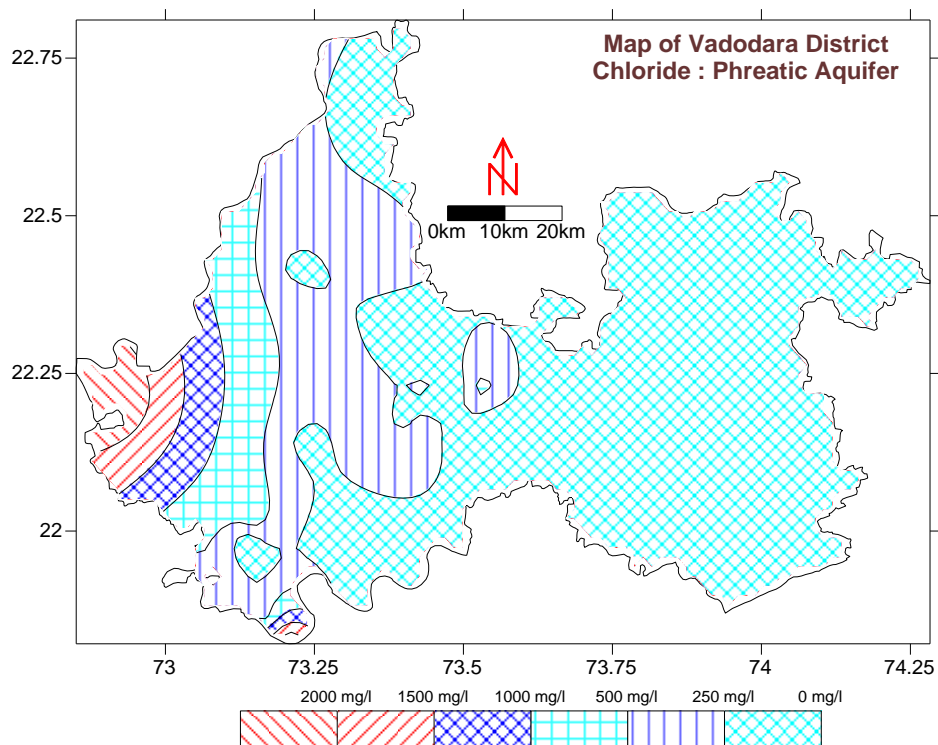 Map of Vadodara District
Chloride : Phreatic Aquifer
22.75
22.5
22.25
22
N
0km 10km 20km
73 73.25 73.5 73.75 74 74.25
2000 mg/l 1500 mg/l 1000 mg/l 500 mg/l 250 mg/l 0 mg/l